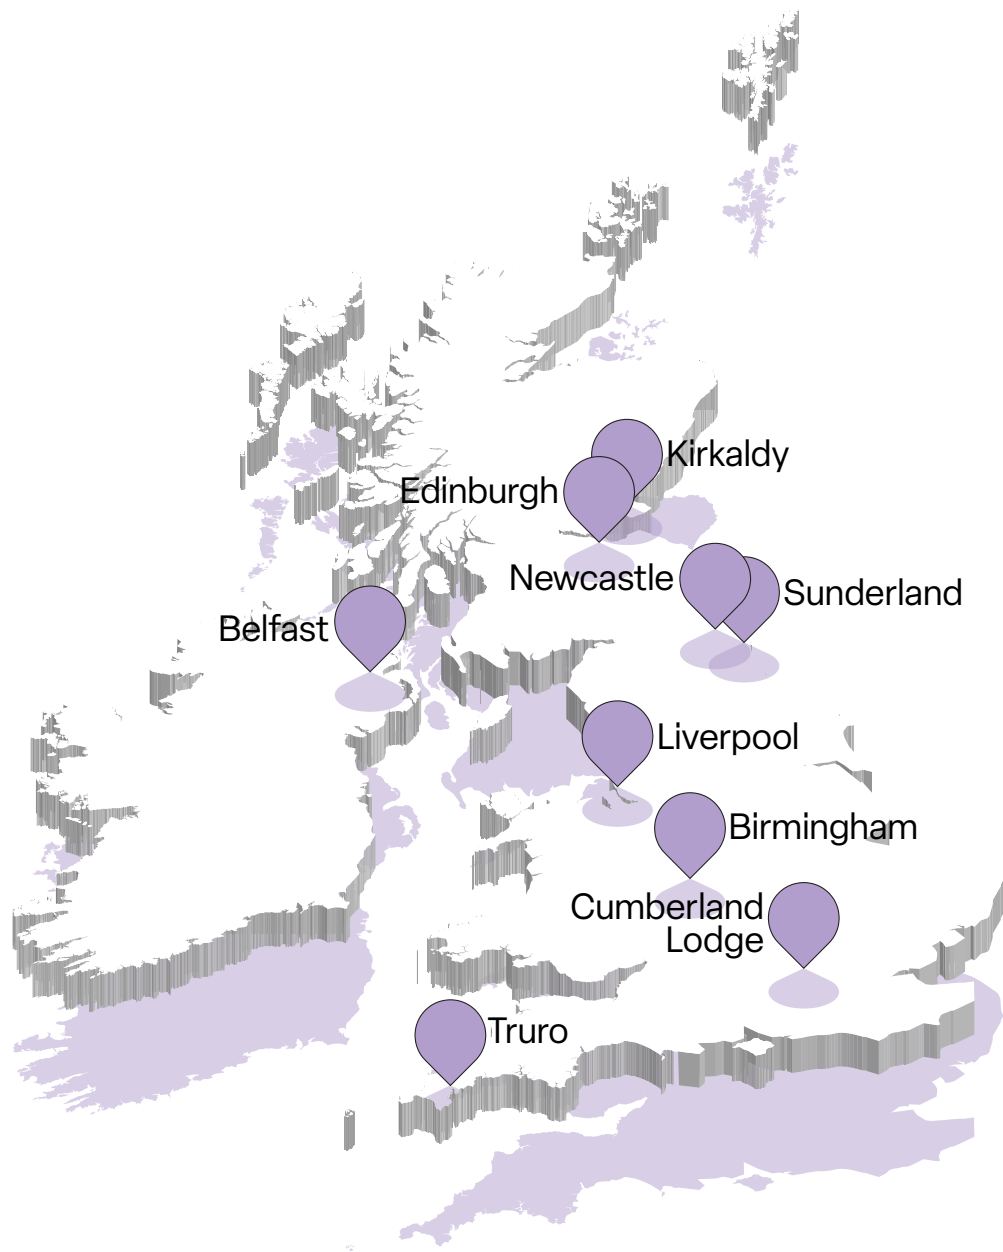 Kirkaldy
Edinburgh
Newcastle
Sunderland
Belfast
Liverpool
Birmingham
Cumberland
Lodge
Truro